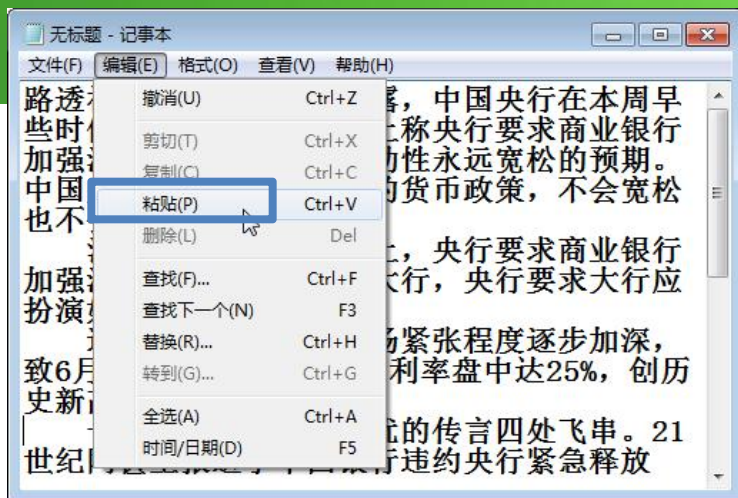 无标题 - 记事本
文件(F) 编辑(E) 格式(O) 查看(V) 帮助(H)
撤消(U) Ctrl+Z
剪切(T) Ctrl+X
复制(C) Ctrl+C
粘贴(P) Ctrl+V
删除(L) Del
查找(F)... Ctrl+F
查找下一个(N) F3
替换(R)... Ctrl+H
转到(G)... Ctrl+G
全选(A) Ctrl+A
时间/日期(D) F5
路透 ，中国央行在本周早
些时 称央行要求商业银行
加强 性永远宽松的预期。
中国 货币政策，不会宽松
也不
，央行要求商业银行
加强 行，央行要求大行应
扮演
紧张程度逐步加深，
致6月 利率盘中达25%，创历
史新
的传言四处飞串。21
世纪 违约央行紧急释放